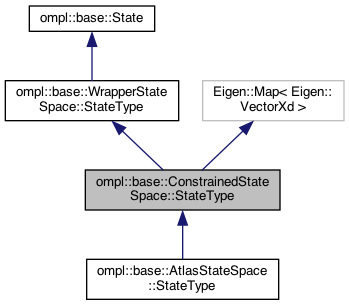 ompl::base::State
ompl::base::WrapperState
Space::StateType
Eigen::Map< Eigen::
VectorXd >
ompl::base::ConstrainedState
Space::StateType
ompl::base::AtlasStateSpace
::StateType